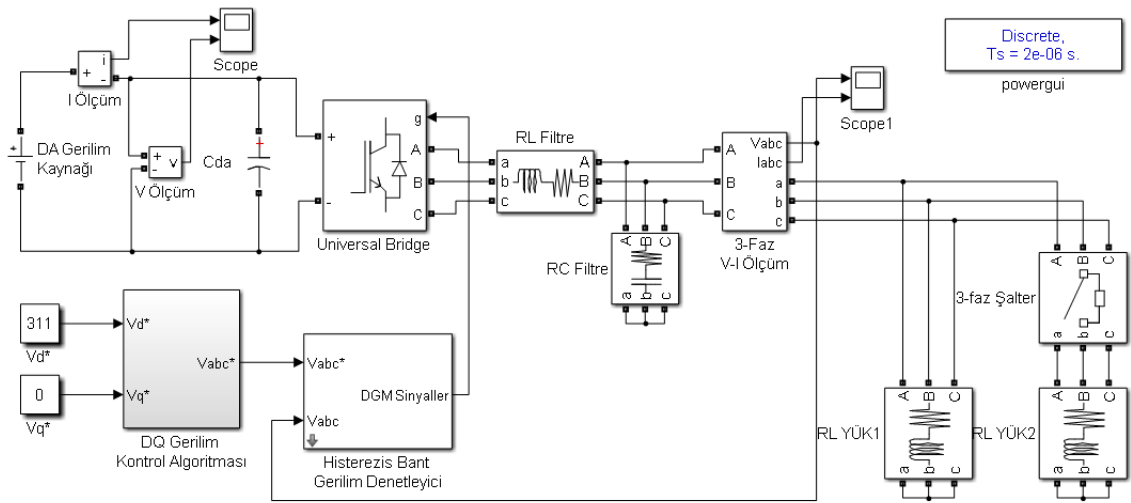 Discrete,
Ts = 2e-06 s.
powergui
Scope
i
+
-
I Ölçüm
DA Gerilim
Kaynağı
+
+
-
v
V Ölçüm
+
Cda
+
-
g
A
B
C
Universal Bridge
RL Filtre
a
b
c
A
B
C
A
B
C
a
b
c
RC Filtre
Scope1
A
B
C
Vabc
Iabc
a
b
c
3-Faz
V-I Ölçüm
A
B
C
a
b
c
3-faz Şalter
A
B
C
a
b
c
RL YÜK1
A
B
C
a
b
c
RL YÜK2
311
Vd*
0
Vq*
Vd*
Vq*
Vabc*
DQ Gerilim
Kontrol Algoritması
Vabc*
Vabc
DGM Sinyaller
Histerezis Bant
Gerilim Denetleyici